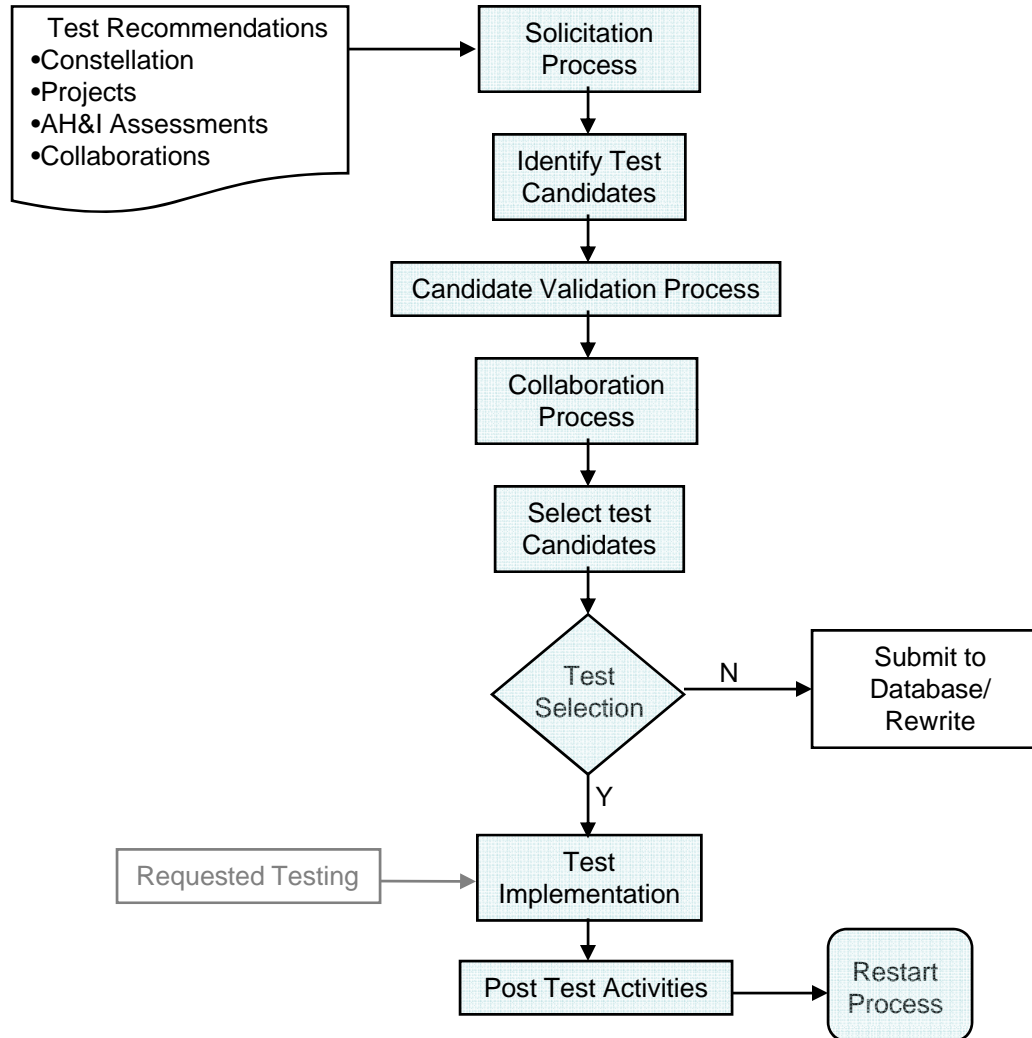 Test Recommendations
•Constellation
•Projects
•AH&I Assessments
•Collaborations
Solicitation
Process
Identify Test
Candidates
Candidate Validation Process
Collaboration
Process
Select test
Candidates
Test
Selection
N
Submit to
Database/
Rewrite
Y
Requested Testing
Test
Implementation
Post Test Activities
Restart
Process